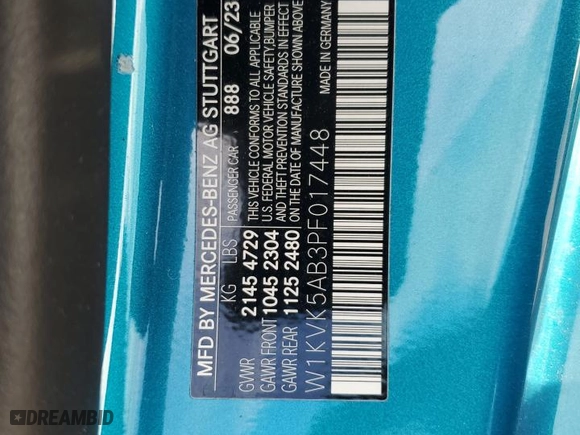 MFD BY MERCEDES-BENZ AG STUTTGART
KG LBS PASSENGER CAR 888 06/23
GVWR 2145 4729 THIS VEHICLE CONFORMS TO ALL APPLICABLE
U.S. FEDERAL MOTOR VEHICLE SAFETY, BUMPER
GAWR FRONT 1045 2304 AND THEFT PREVENTION STANDARDS IN EFFECT
GAWR REAR 1125 2480 ON THE DATE OF MANUFACTURE SHOWN ABOVE
W1KVK5AB3PF017448 MADE IN GERMANY
DREAMBID